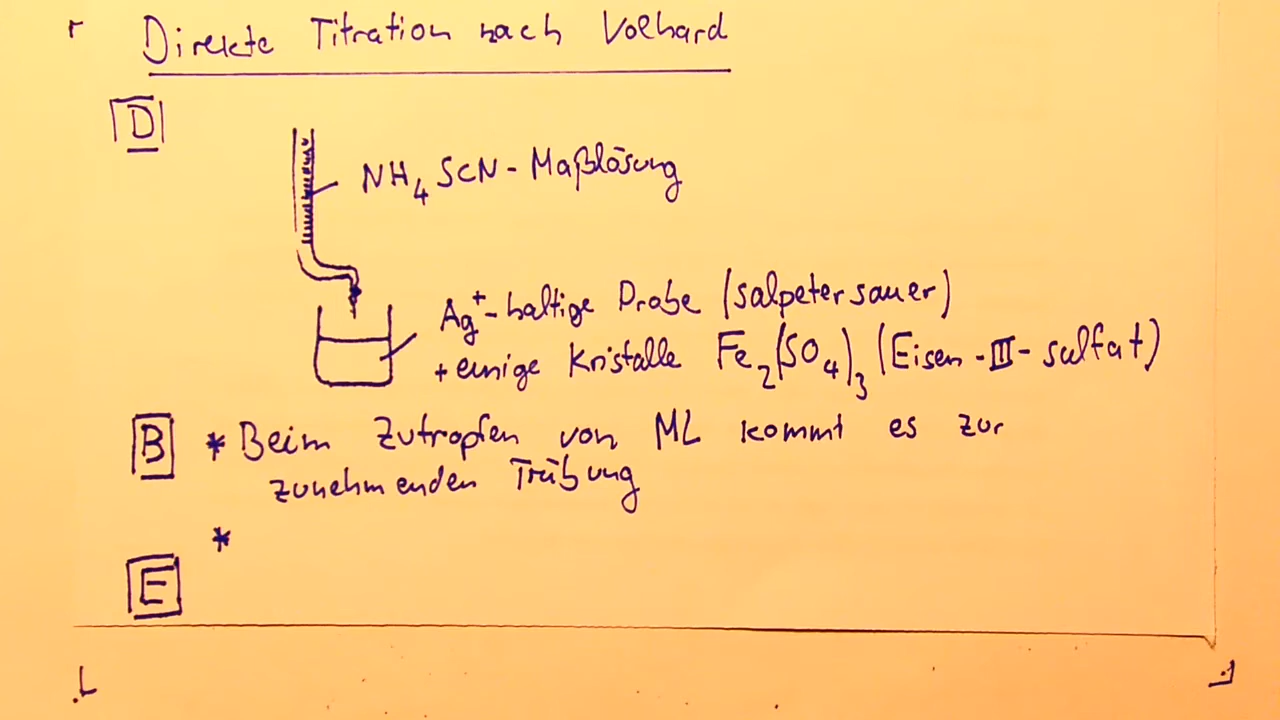 Direkte Titration nach Volhard
D
NH4SCN-Maßlösung
Ag+-haltige Probe (salpetersauer)
+ einige Kristalle Fe2(SO4)3 (Eisen-III-sulfat)
B * Beim Zutropfen von ML kommt es zur
zunehmenden Trübung
*
E